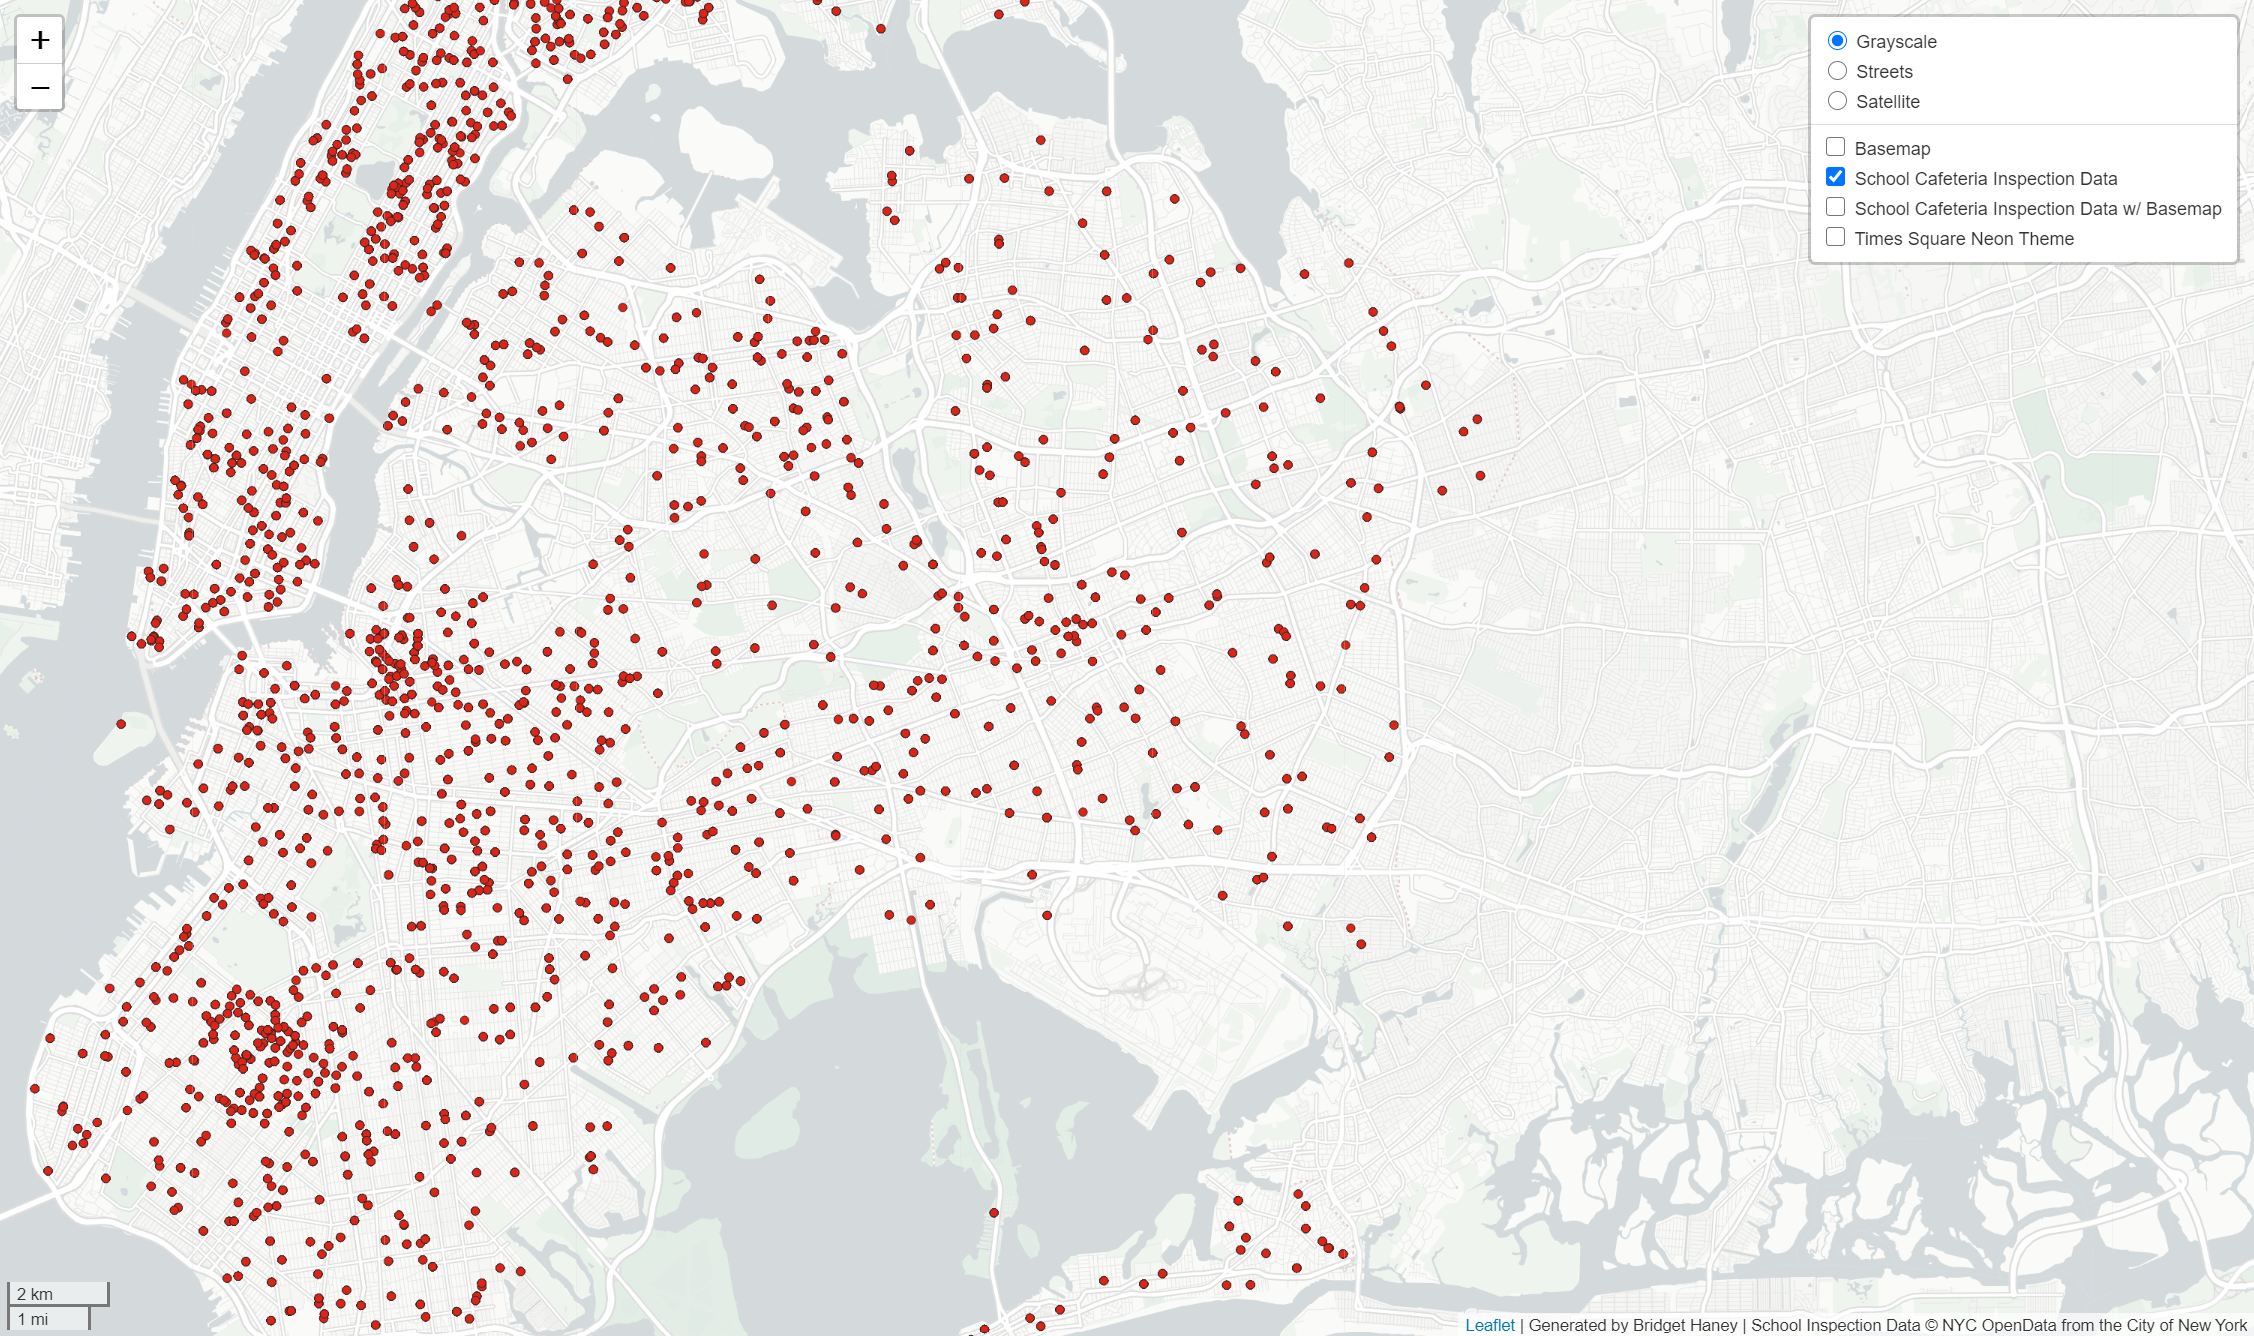 +
−
Grayscale
Streets
Satellite
Basemap
School Cafeteria Inspection Data
School Cafeteria Inspection Data w/ Basemap
Times Square Neon Theme
2 km
1 mi
Leaflet | Generated by Bridget Haney | School Inspection Data © NYC OpenData from the City of New York